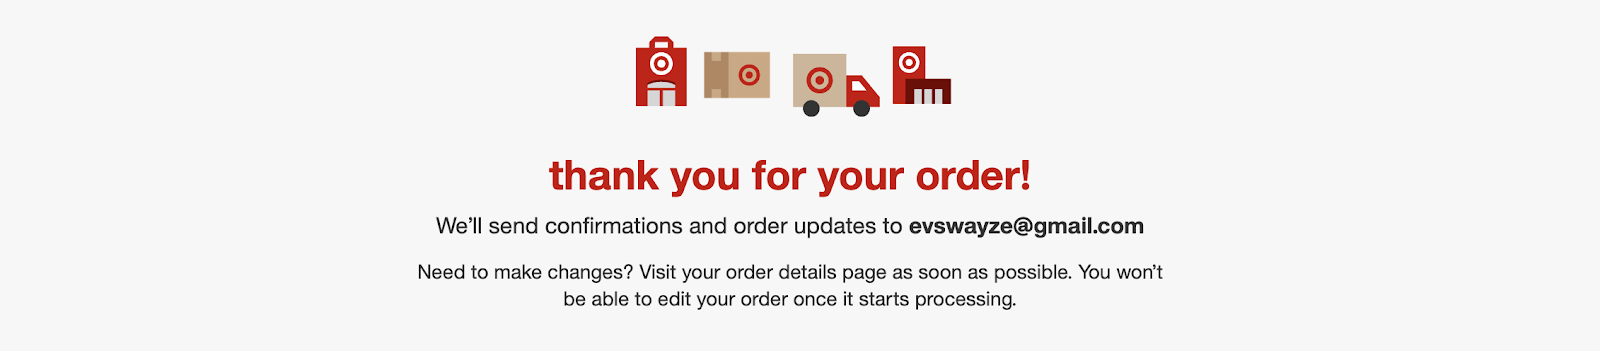 thank you for your order!
We’ll send confirmations and order updates to evswayze@gmail.com
Need to make changes? Visit your order details page as soon as possible. You won’t
be able to edit your order once it starts processing.